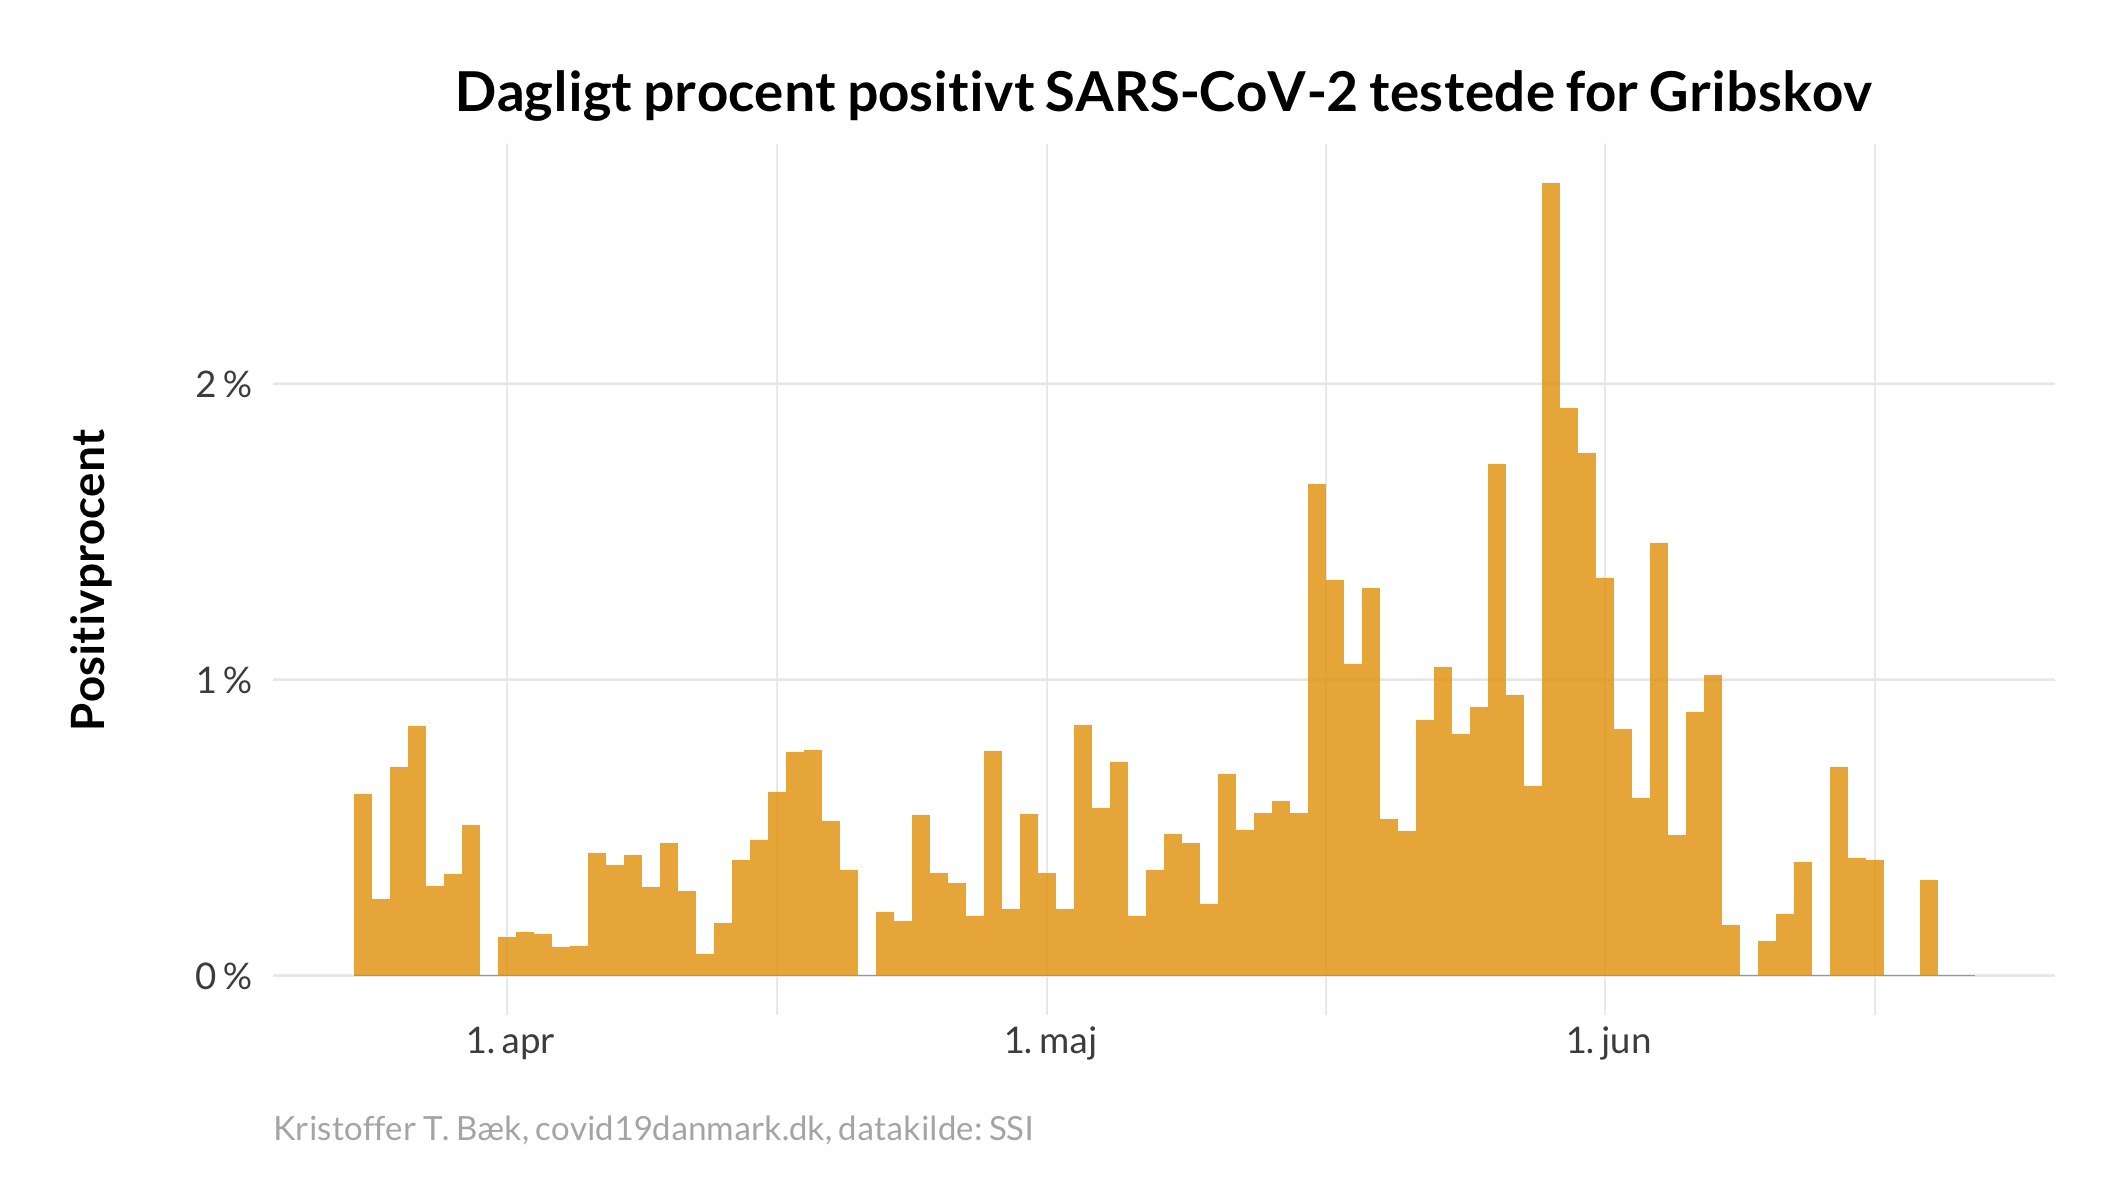 Dagligt procent positivt SARS-CoV-2 testede for Gribskov
Positivprocent
2 %
1 %
0 %
1. apr
1. maj
1. jun
Kristoffer T. Bæk, covid19danmark.dk, datakilde: SSI